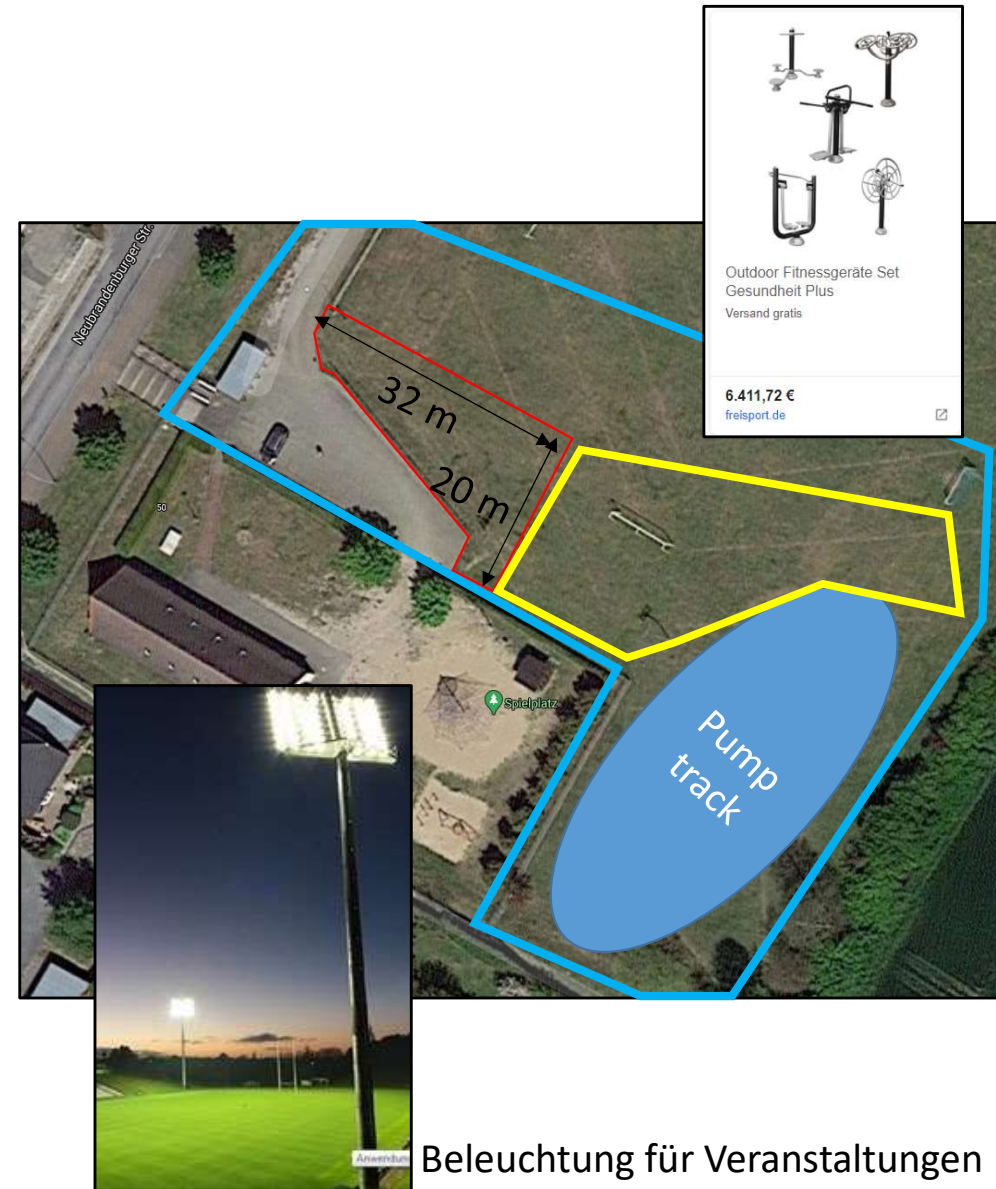 Outdoor Fitnessgeräte Set
Gesundheit Plus
Versand gratis
6.411,72 €
freisport.de
Neubrandenburger Str.
32 m
20 m
50
Spielplatz
Pump
track
Anwendun
Beleuchtung für Veranstaltungen